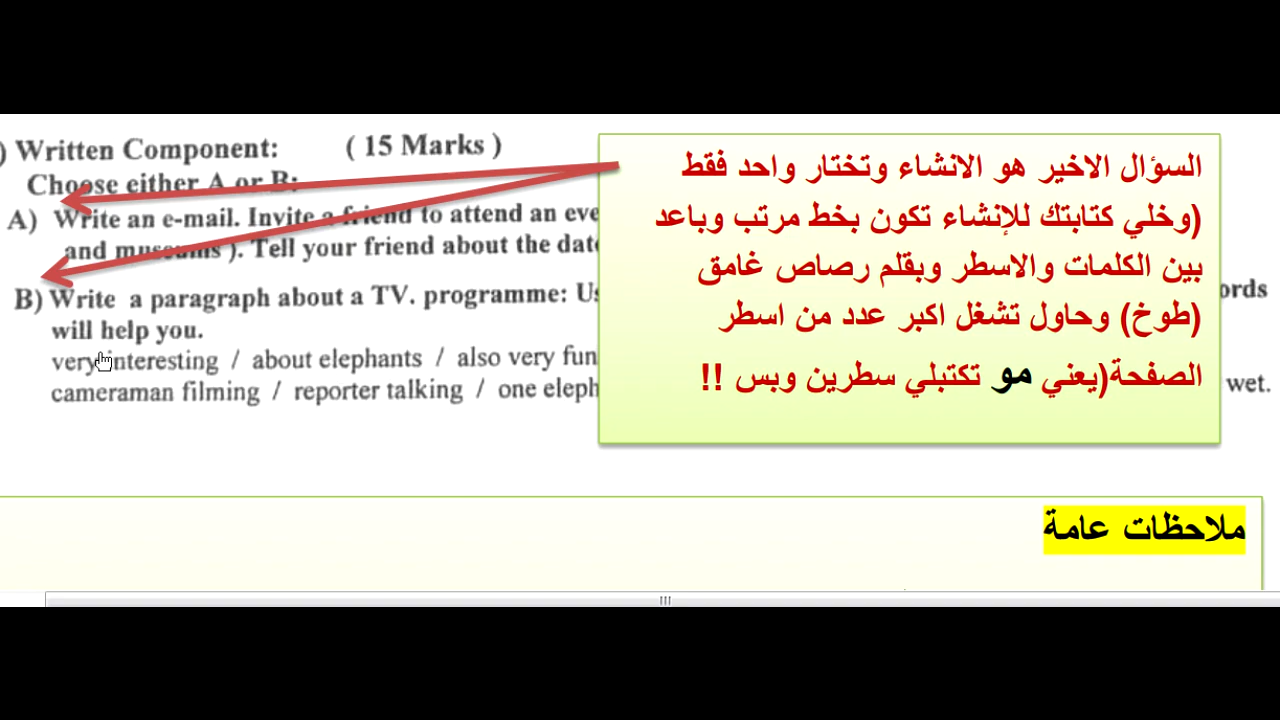 ) Written Component: ( 15 Marks )
Choose either A or B:
A) Write an e-mail. Invite a friend to attend an eve
and museums ). Tell your friend about the date
B) Write a paragraph about a TV. programme: Us
ords
will help you.
very interesting / about elephants / also very fun
cameraman filming / reporter talking / one eleph
wet.
السؤال الاخير هو الانشاء وتختار واحد فقط
(وخلي كتابتك للإنشاء تكون بخط مرتب وباعد
بين الكلمات والاسطر وبقلم رصاص غامق
(طوخ) وحاول تشغل اكبر عدد من اسطر
الصفحة(يعني مو تكتبلي سطرين وبس !!
ملاحظات عامة